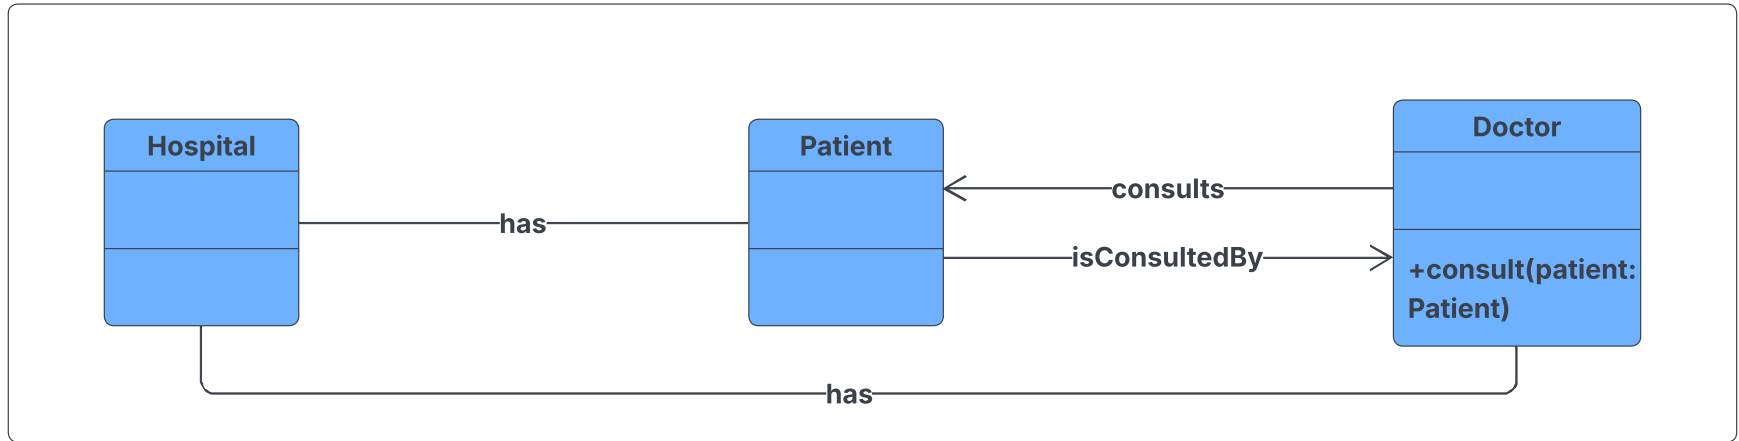 Hospital
Patient
Doctor
has
consults
isConsultedBy
+consult(patient:
Patient)
has